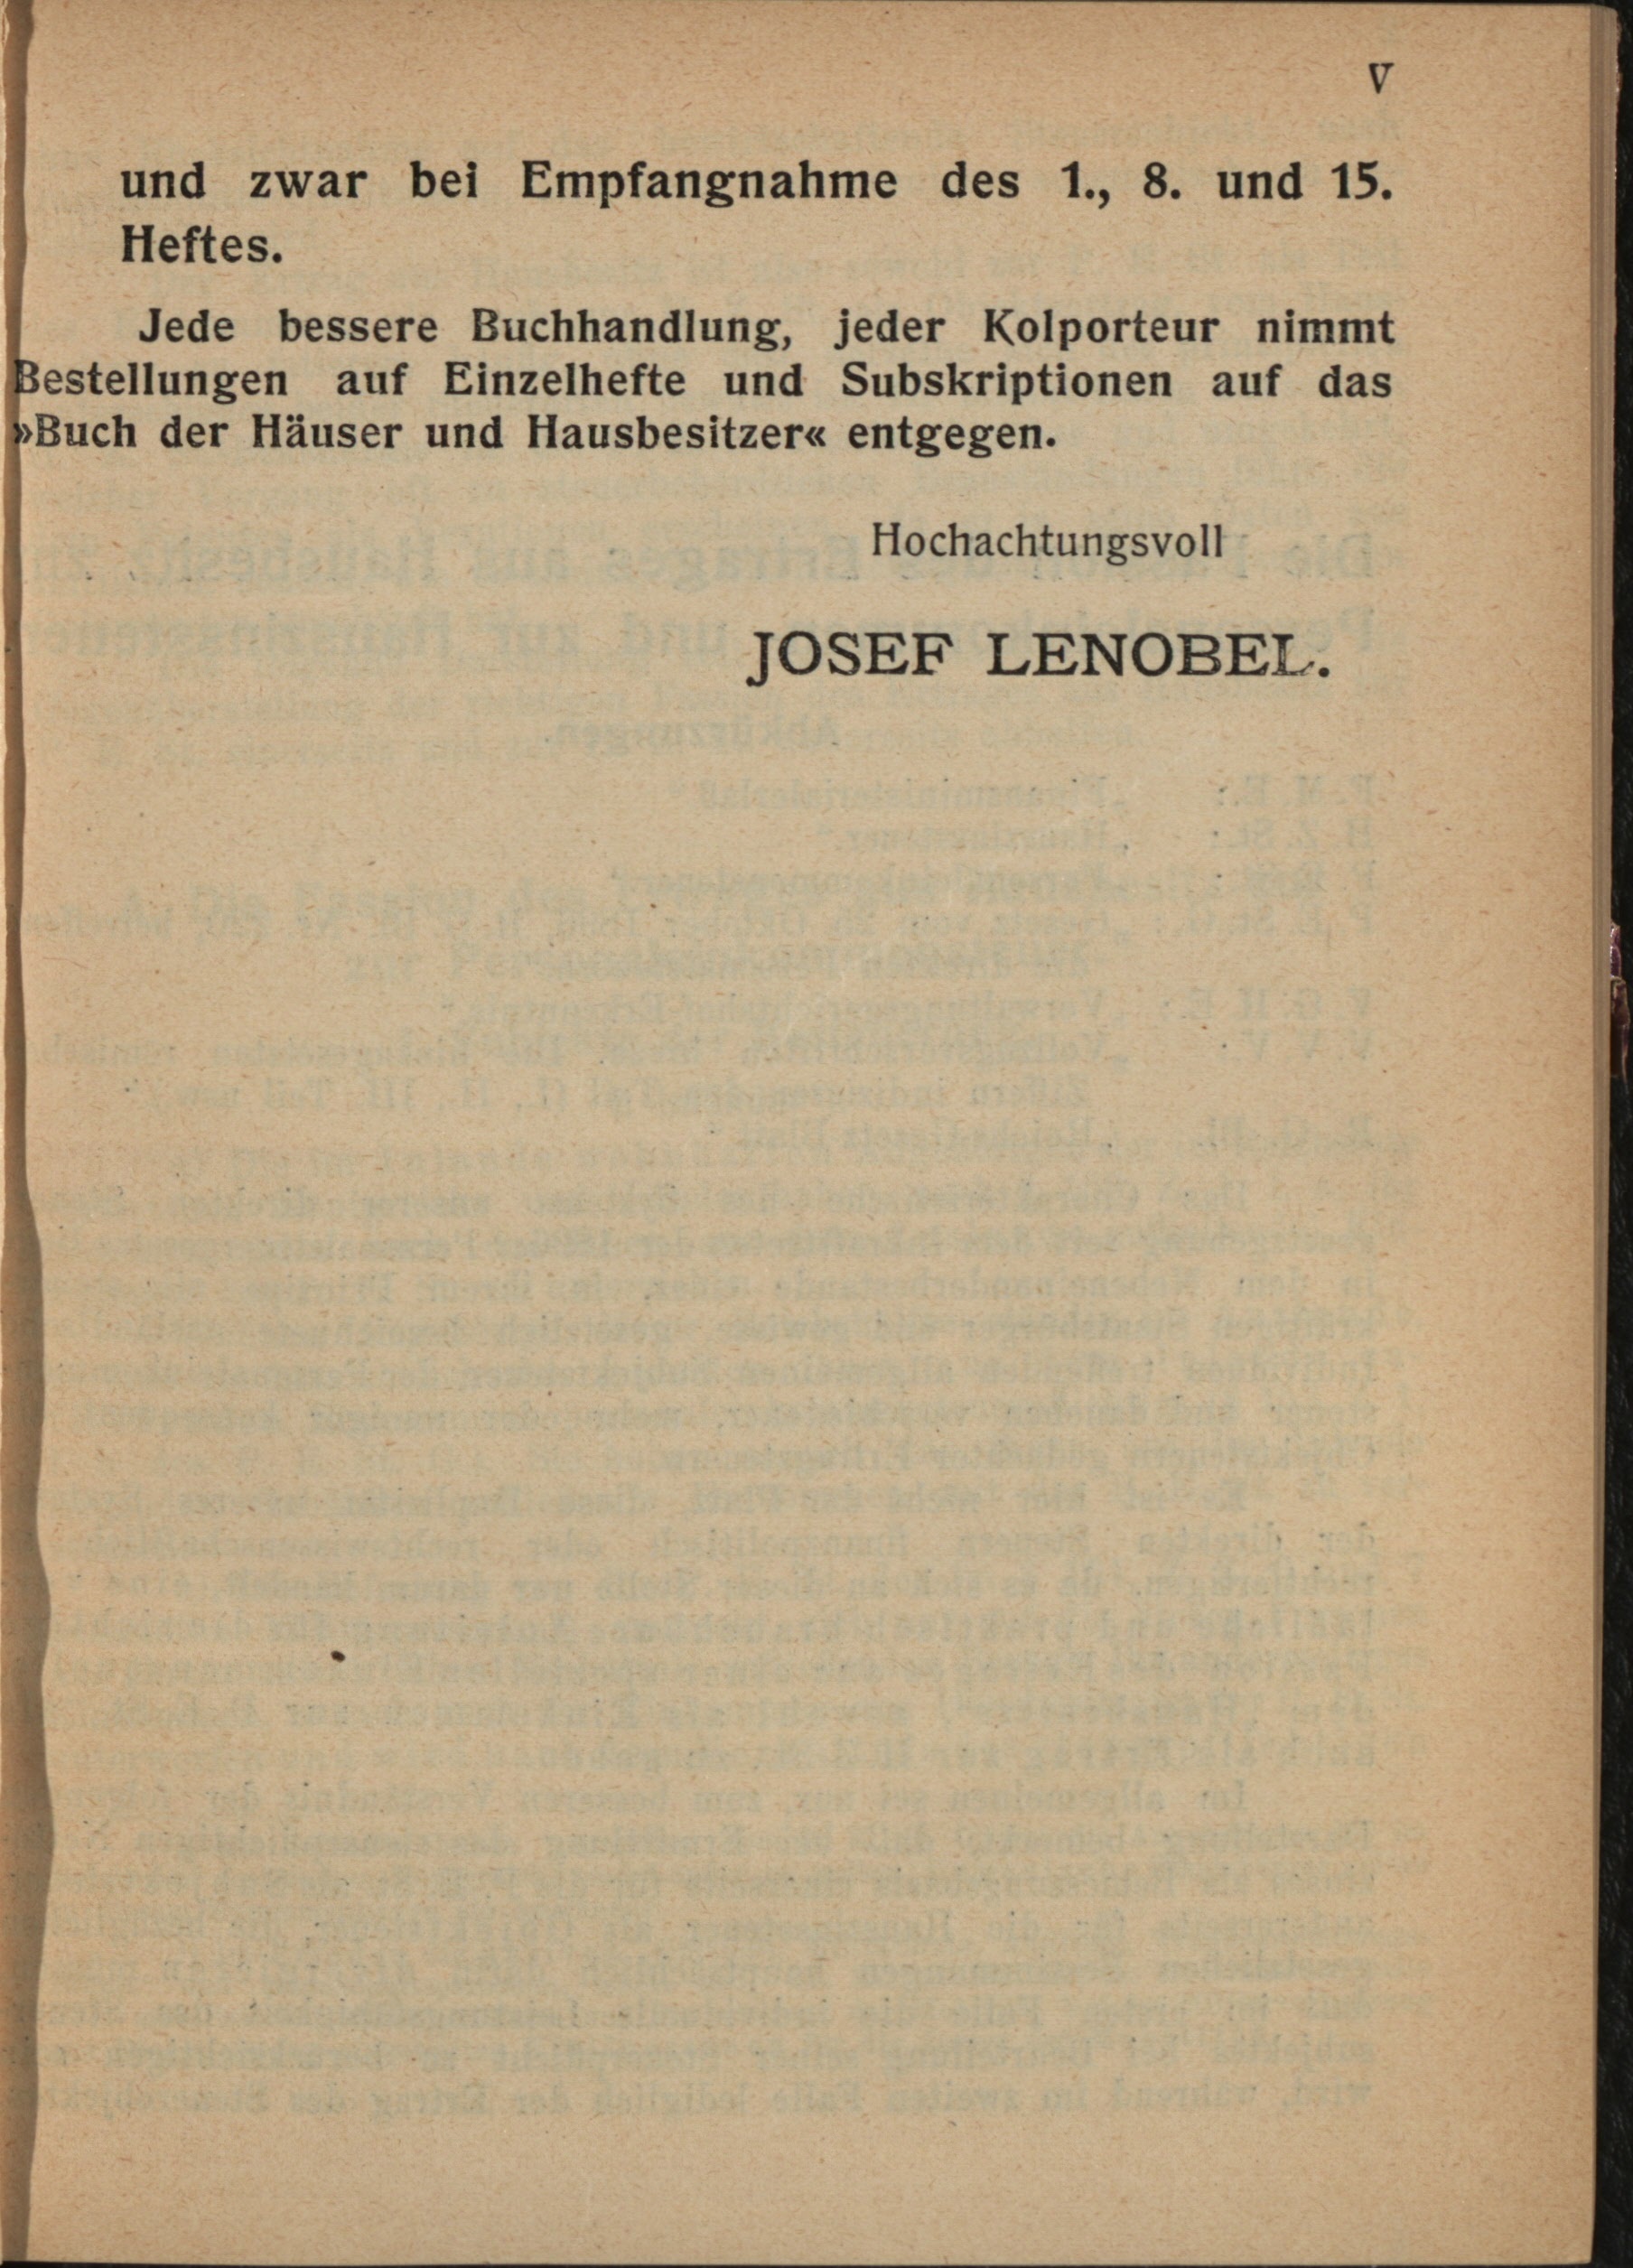 V
und zwar bei Empfangnahme des 1., 8. und 15.
Heftes.
Jede bessere Buchhandlung, jeder Kolporteur nimmt
Bestellungen auf Einzelhefte und Subskriptionen auf das
»Buch der Häuser und Hausbesitzer« entgegen.
Hochachtungsvoll
JOSEF LENOBEL.